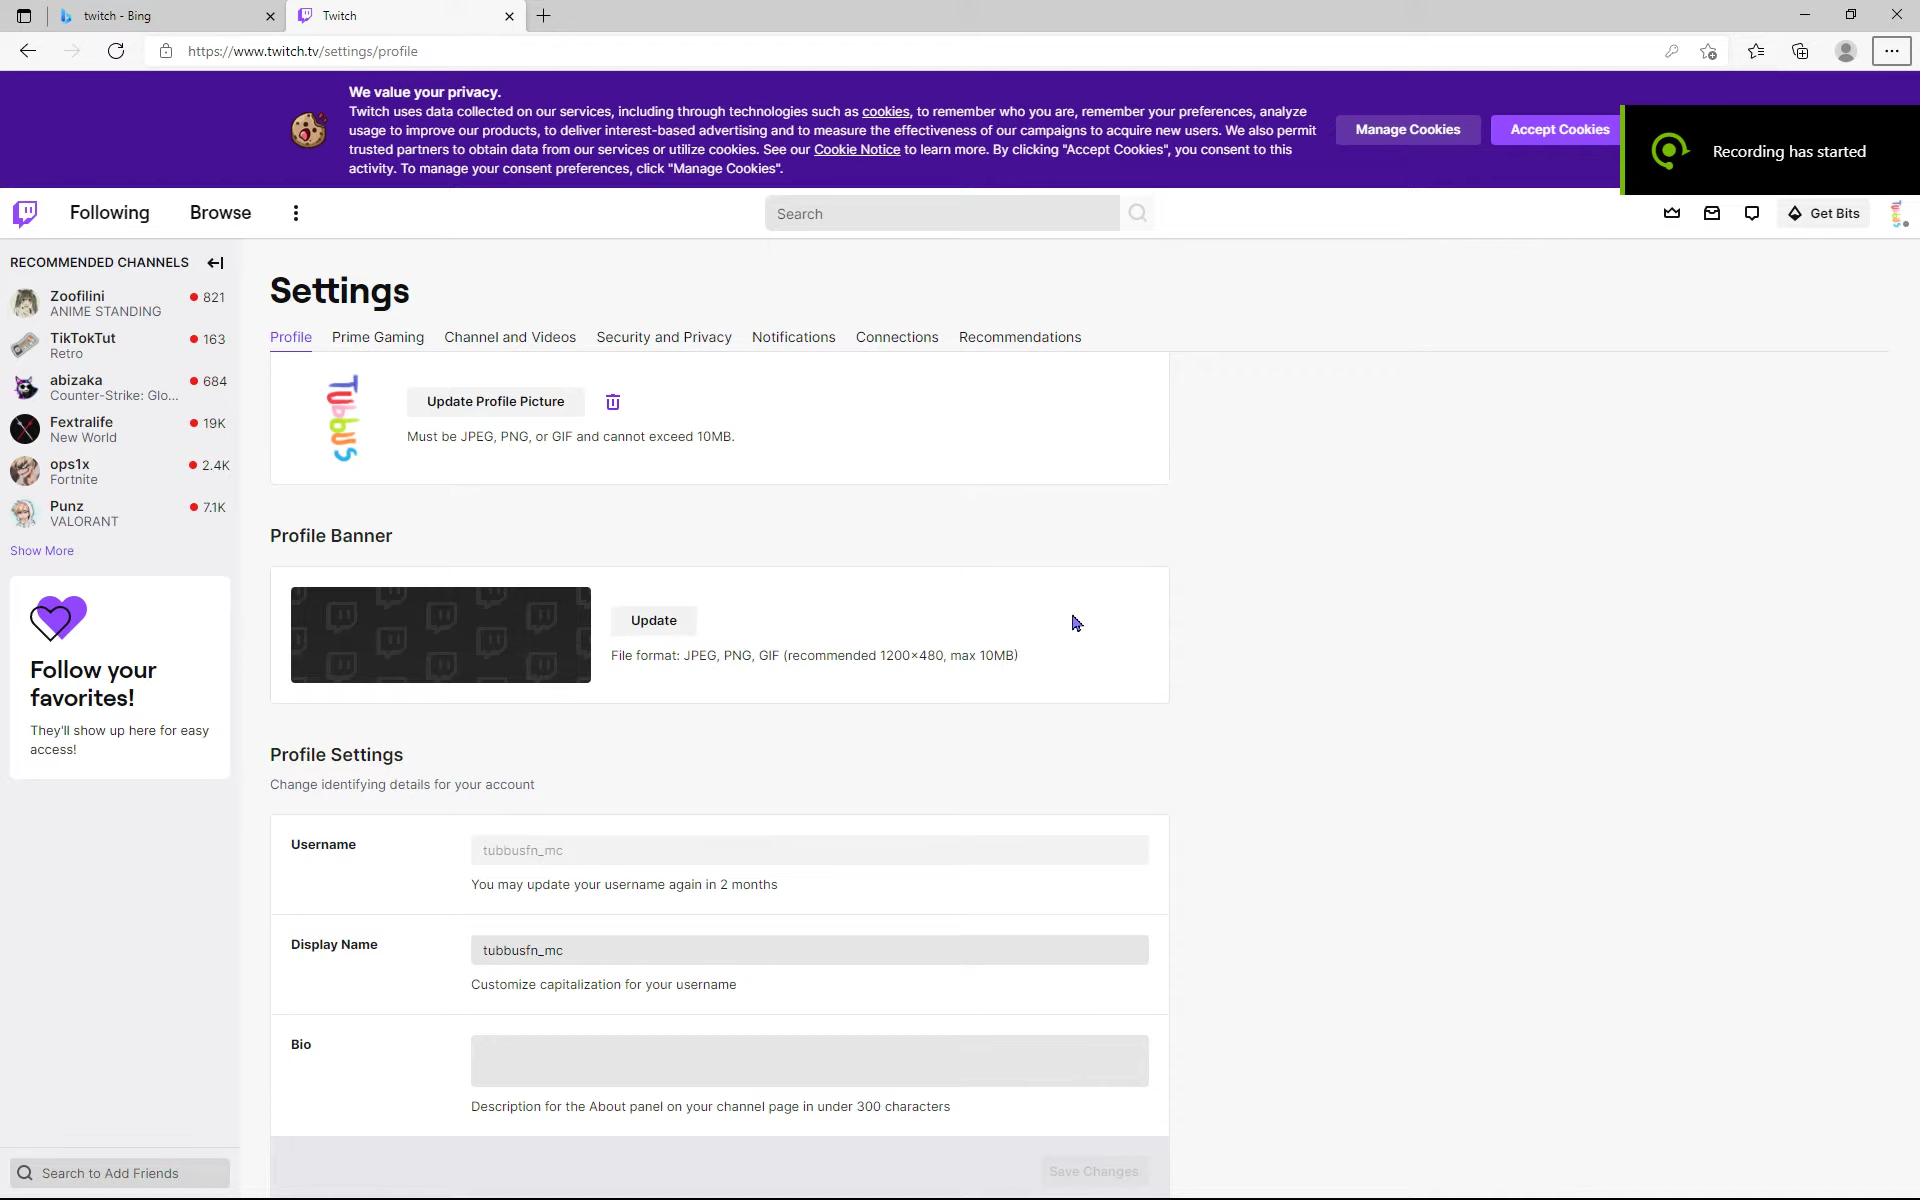 twitch - Bing
Twitch
https://www.twitch.tv/settings/profile
We value your privacy.
Twitch uses data collected on our services, including through technologies such as cookies, to remember who you are, remember your preferences, analyze
usage to improve our products, to deliver interest-based advertising and to measure the effectiveness of our campaigns to acquire new users. We also permit
trusted partners to obtain data from our services or utilize cookies. See our Cookie Notice to learn more. By clicking "Accept Cookies", you consent to this
activity. To manage your consent preferences, click "Manage Cookies".
Manage Cookies
Accept Cookies
Recording has started
Following
Browse
Search
Get Bits
RECOMMENDED CHANNELS
Zoofilini
821
ANIME STANDING
TikTokTut
163
Retro
abizaka
684
Counter-Strike: Glo...
Fextralife
19K
New World
ops1x
2.4K
Fortnite
Punz
7.1K
VALORANT
Show More
Follow your
favorites!
They'll show up here for easy
access!
Search to Add Friends
Settings
Profile
Prime Gaming
Channel and Videos
Security and Privacy
Notifications
Connections
Recommendations
Tubbus
Update Profile Picture
Must be JPEG, PNG, or GIF and cannot exceed 10MB.
Profile Banner
Update
File format: JPEG, PNG, GIF (recommended 1200×480, max 10MB)
Profile Settings
Change identifying details for your account
Username
tubbusfn_mc
You may update your username again in 2 months
Display Name
tubbusfn_mc
Customize capitalization for your username
Bio
Description for the About panel on your channel page in under 300 characters
Save Changes